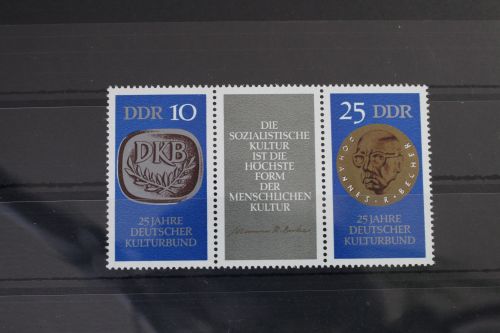 DDR 10
DKB
25 JAHRE
DEUTSCHER
KULTURBUND
DIE
SOZIALISTISCHE
KULTUR
IST DIE
HÖCHSTE
FORM
DER
MENSCHLICHEN
KULTUR
25 DDR
JOHANNES · R · BECHER
25 JAHRE
DEUTSCHER
KULTURBUND